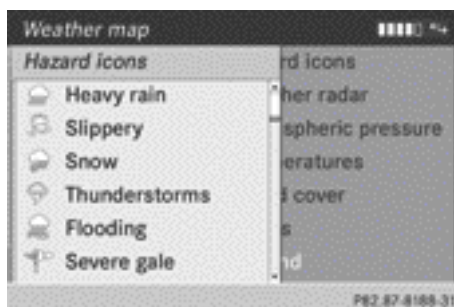 Weather map
Hazard icons
Heavy rain
Slippery
Snow
Thunderstorms
Flooding
Severe gale
rd icons
her radar
spheric pressure
eratures
d cover
s
nd
P82.87-8188-31